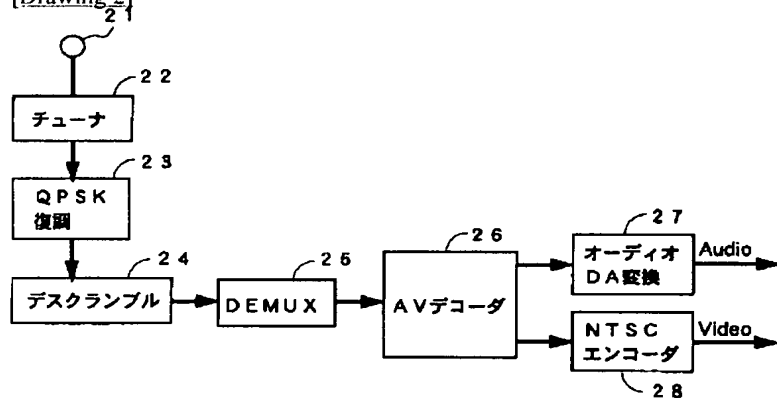 [Drawing 2]
２１
２２
チューナ
２３
ＱＰＳＫ
復調
２４
デスクランブル
２５
ＤＥＭＵＸ
２６
ＡＶデコーダ
２７
オーディオ
ＤＡ変換
Audio
ＮＴＳＣ
エンコーダ
Video
２８